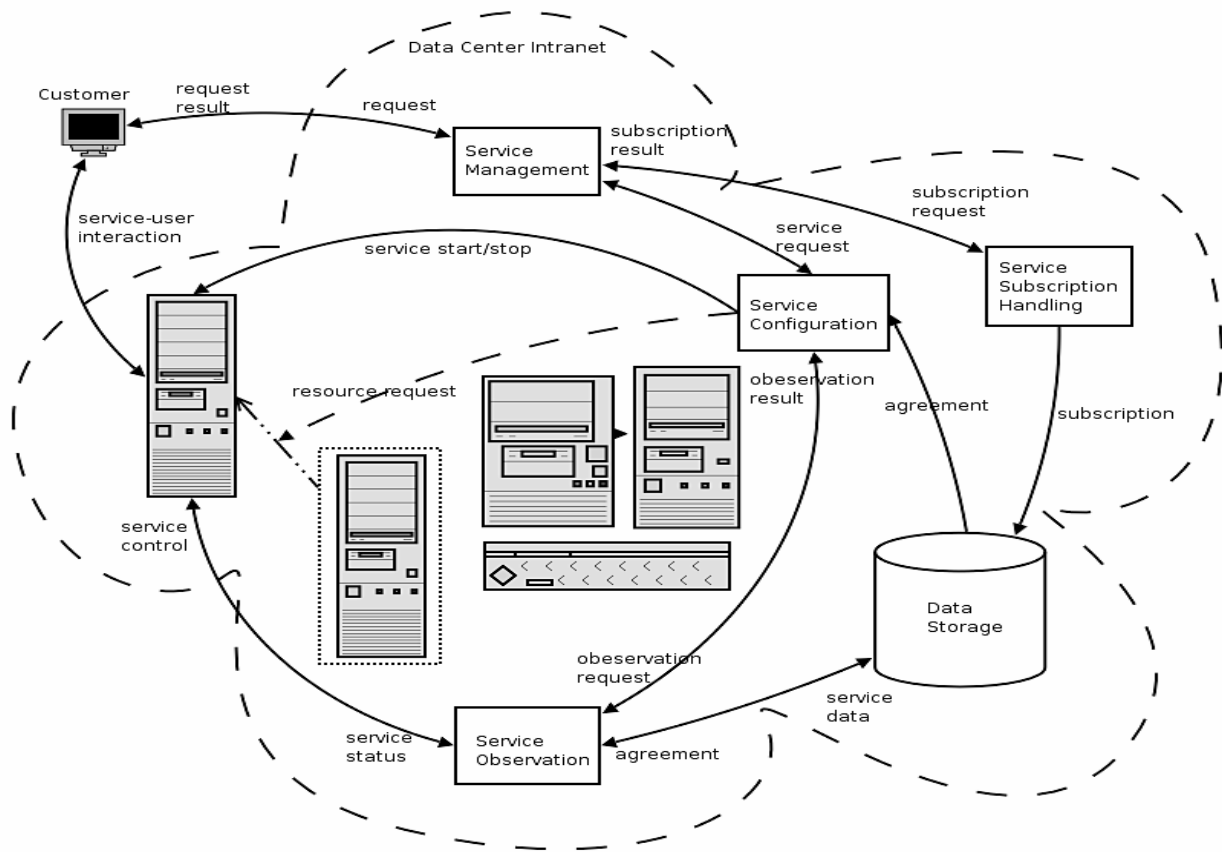 Data Center Intranet
Customer
request
result
request
Service
Management
subscription
result
subscription
request
service-user
interaction
service start/stop
service
request
Service
Subscription
Handling
Service
Configuration
resource request
obeservation
result
agreement
subscription
service
control
Data
Storage
obeservation
request
service
data
service
status
Service
Observation
agreement